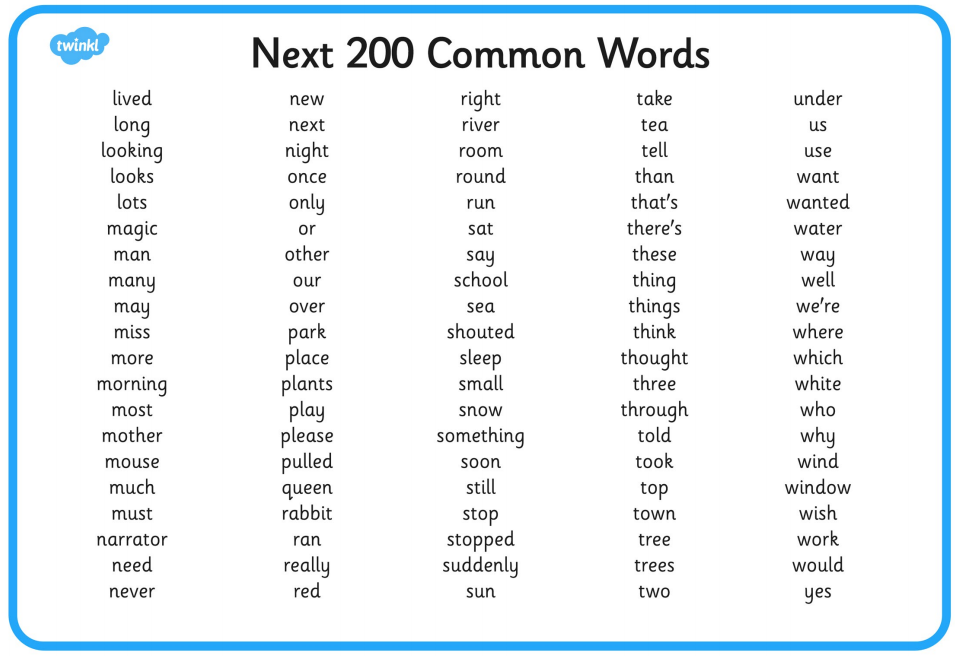 twinkl
Next 200 Common Words
lived new right take under
long next river tea us
looking night room tell use
looks once round than want
lots only run that's wanted
magic or sat there's water
man other say these way
many our school thing well
may over sea things we're
miss park shouted think where
more place sleep thought which
morning plants small three white
most play snow through who
mother please something told why
mouse pulled soon took wind
much queen still top window
must rabbit stop town wish
narrator ran stopped tree work
need really suddenly trees would
never red sun two yes